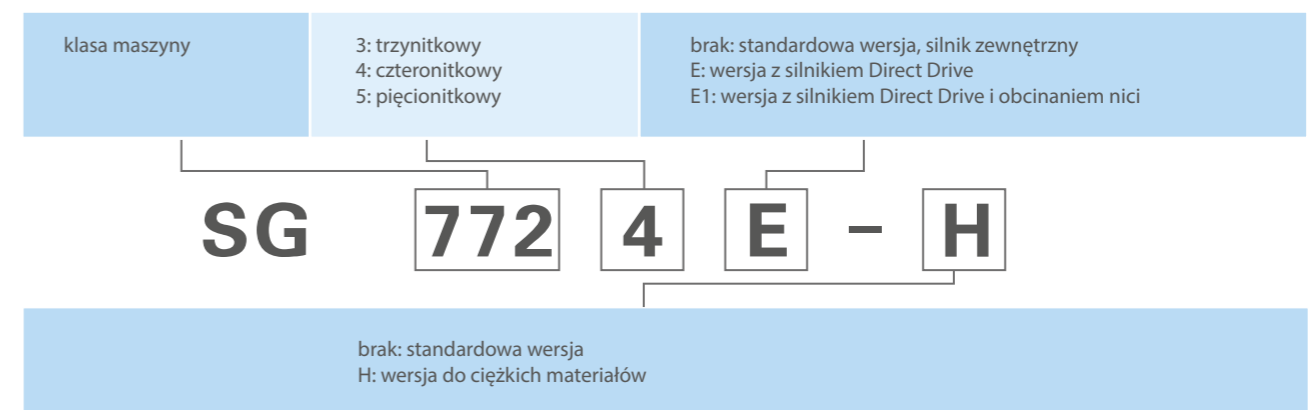 klasa maszyny
3: trzynitkowy
4: czteronitkowy
5: pięcionitkowy
brak: standardowa wersja, silnik zewnętrzny
E: wersja z silnikiem Direct Drive
E1: wersja z silnikiem Direct Drive i obcinaniem nici
SG 772 4 E – H
brak: standardowa wersja
H: wersja do ciężkich materiałów